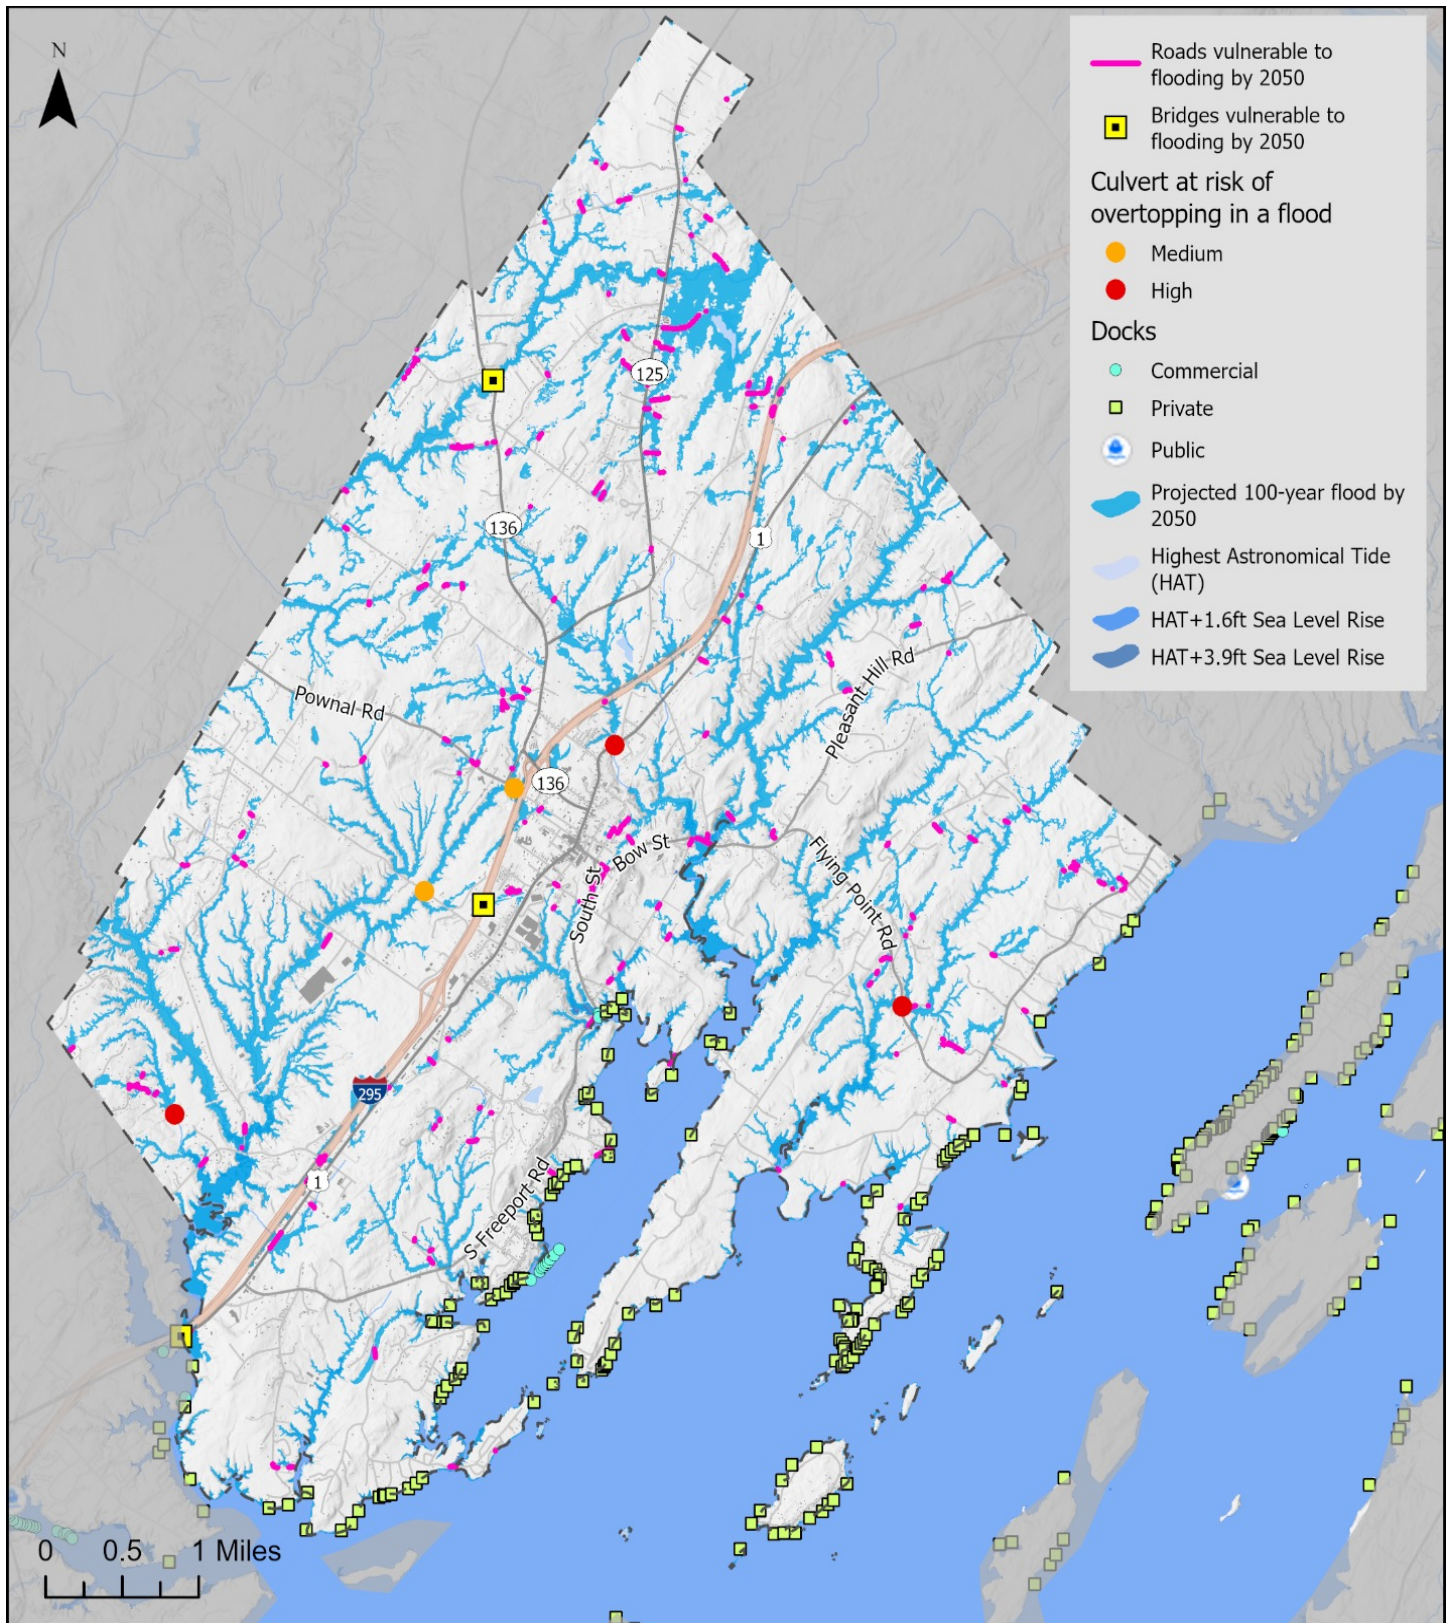 N
Roads vulnerable to
flooding by 2050
Bridges vulnerable to
flooding by 2050
Culvert at risk of
overtopping in a flood
Medium
High
Docks
Commercial
Private
Public
Projected 100-year flood by
2050
Highest Astronomical Tide
(HAT)
HAT+1.6ft Sea Level Rise
HAT+3.9ft Sea Level Rise
125
136
1
Pownal Rd
Pleasant Hill Rd
136
Bow St
Flying Point Rd
South St
295
1
S Freeport Rd
0 0.5 1 Miles